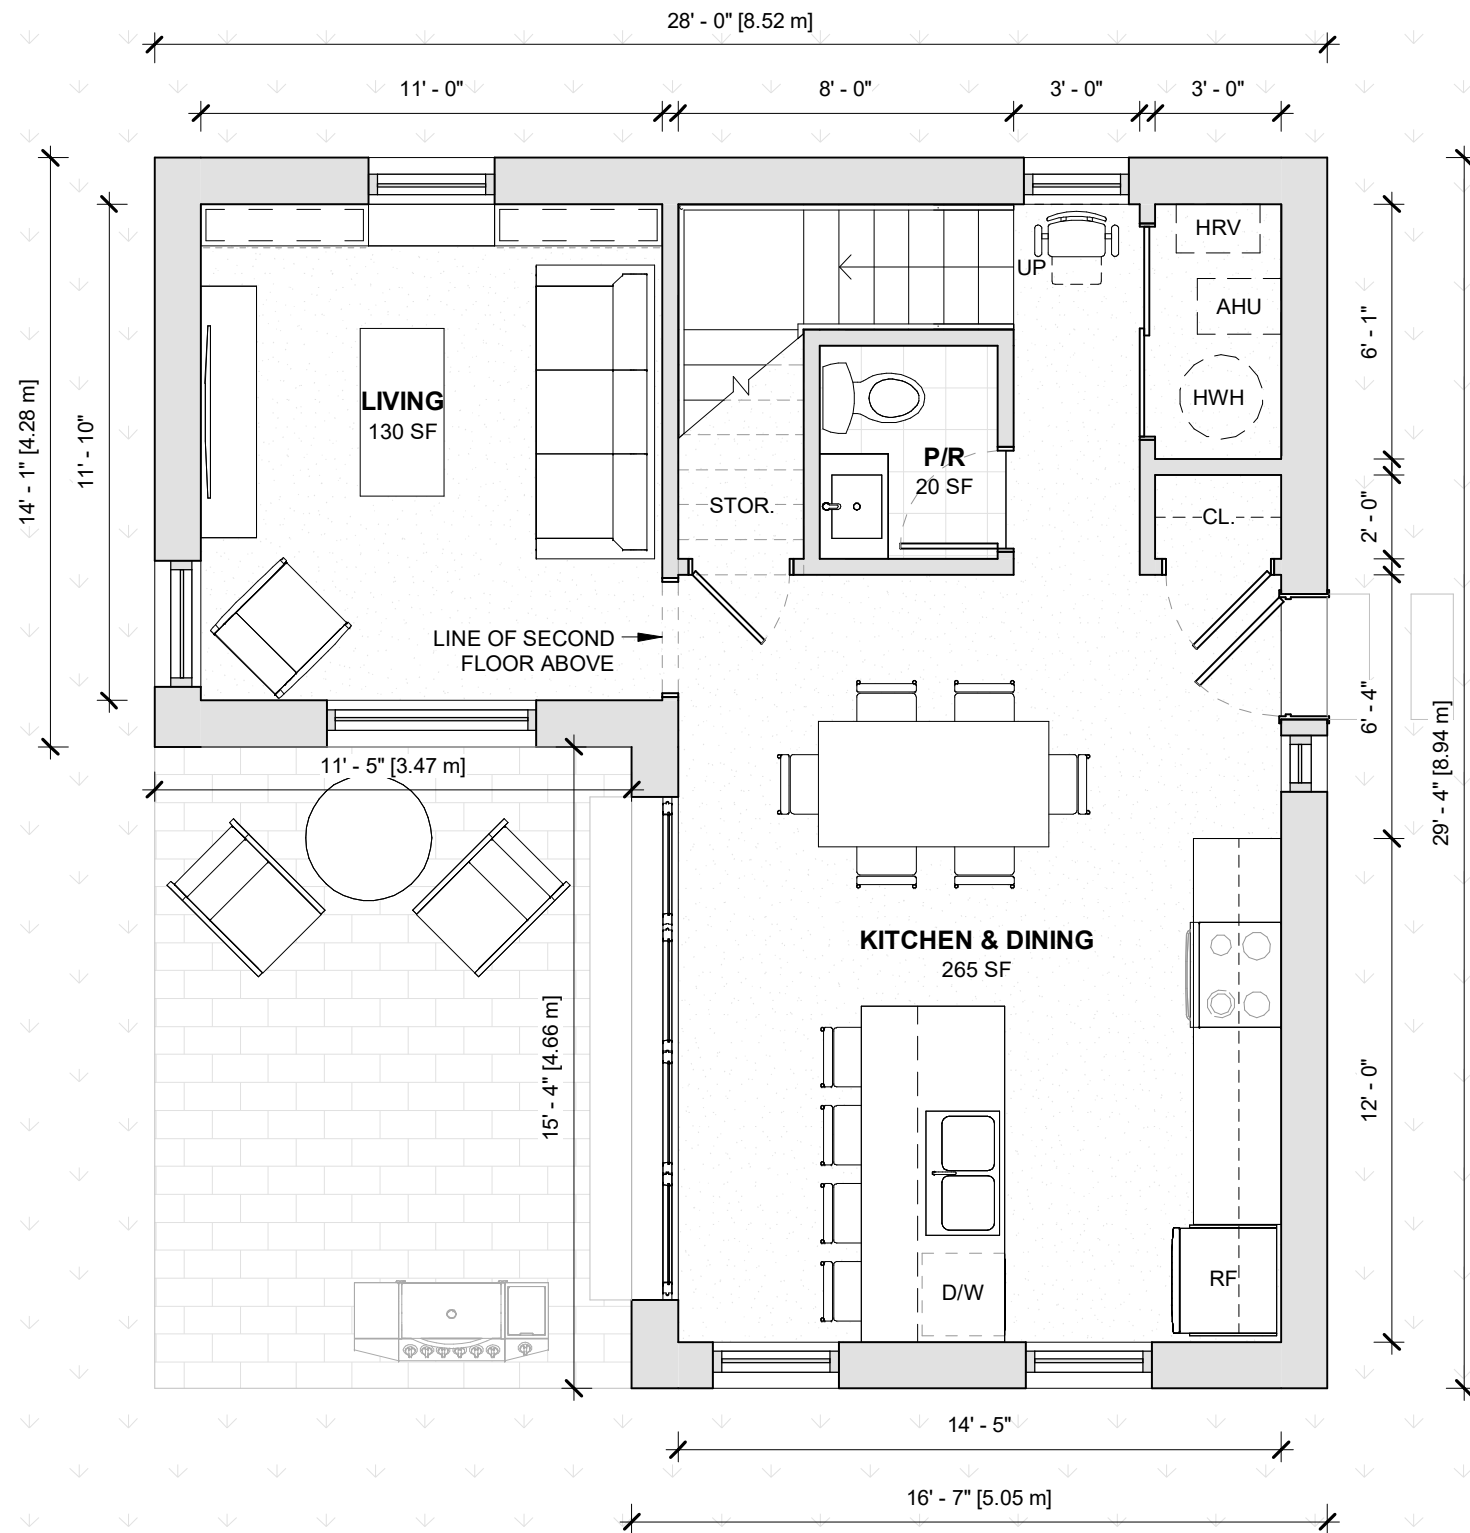 28' - 0" [8.52 m]
11' - 0"
8' - 0"
3' - 0"
3' - 0"
HRV
UP
AHU
6' - 1"
14' - 1" [4.28 m]
11' - 10"
LIVING
130 SF
HWH
P/R
20 SF
STOR.
CL.
2' - 0"
LINE OF SECOND
FLOOR ABOVE
6' - 4"
29' - 4" [8.94 m]
11' - 5" [3.47 m]
KITCHEN & DINING
265 SF
15' - 4" [4.66 m]
12' - 0"
RF
D/W
14' - 5"
16' - 7" [5.05 m]